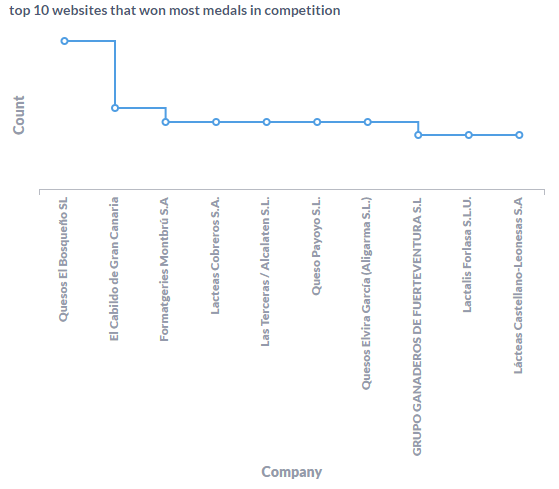 top 10 websites that won most medals in competition
Count
Quesos El Bosqueño SL
El Cabildo de Gran Canaria
Formatgeries Montbrú S.A
Lacteas Cobreros S.A.
Las Terceras / Alcalaten S.L.
Queso Payoyo S.L.
Quesos Elvira García (Aligarma S.L.)
GRUPO GANADEROS DE FUERTEVENTURA S.L
Lactalis Forlasa S.L.U.
Lácteas Castellano-Leonesas S.A
Company